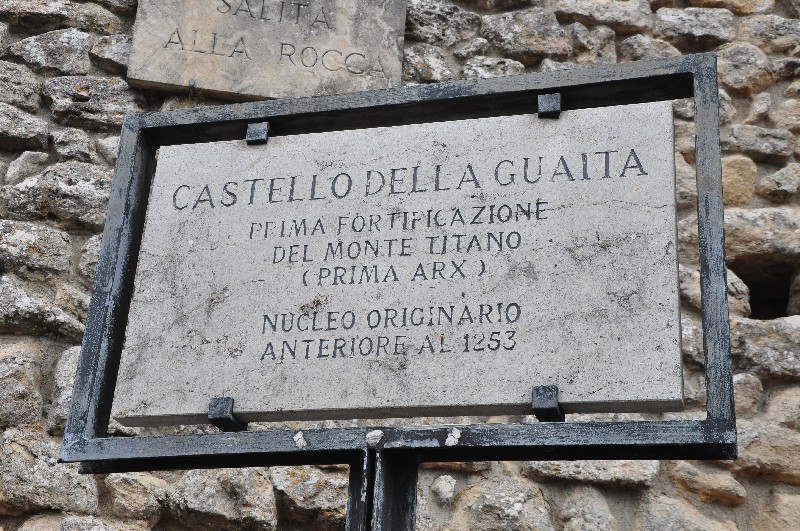 SALITA
ALLA ROCCA
CASTELLO DELLA GUAITA
PRIMA FORTIFICAZIONE
DEL MONTE TITANO
(PRIMA ARX)
NUCLEO ORIGINARIO
ANTERIORE AL 1253